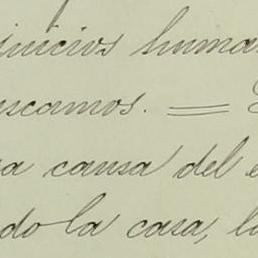 juicios huma
uscamos. =
a causa del e
do la casa, l